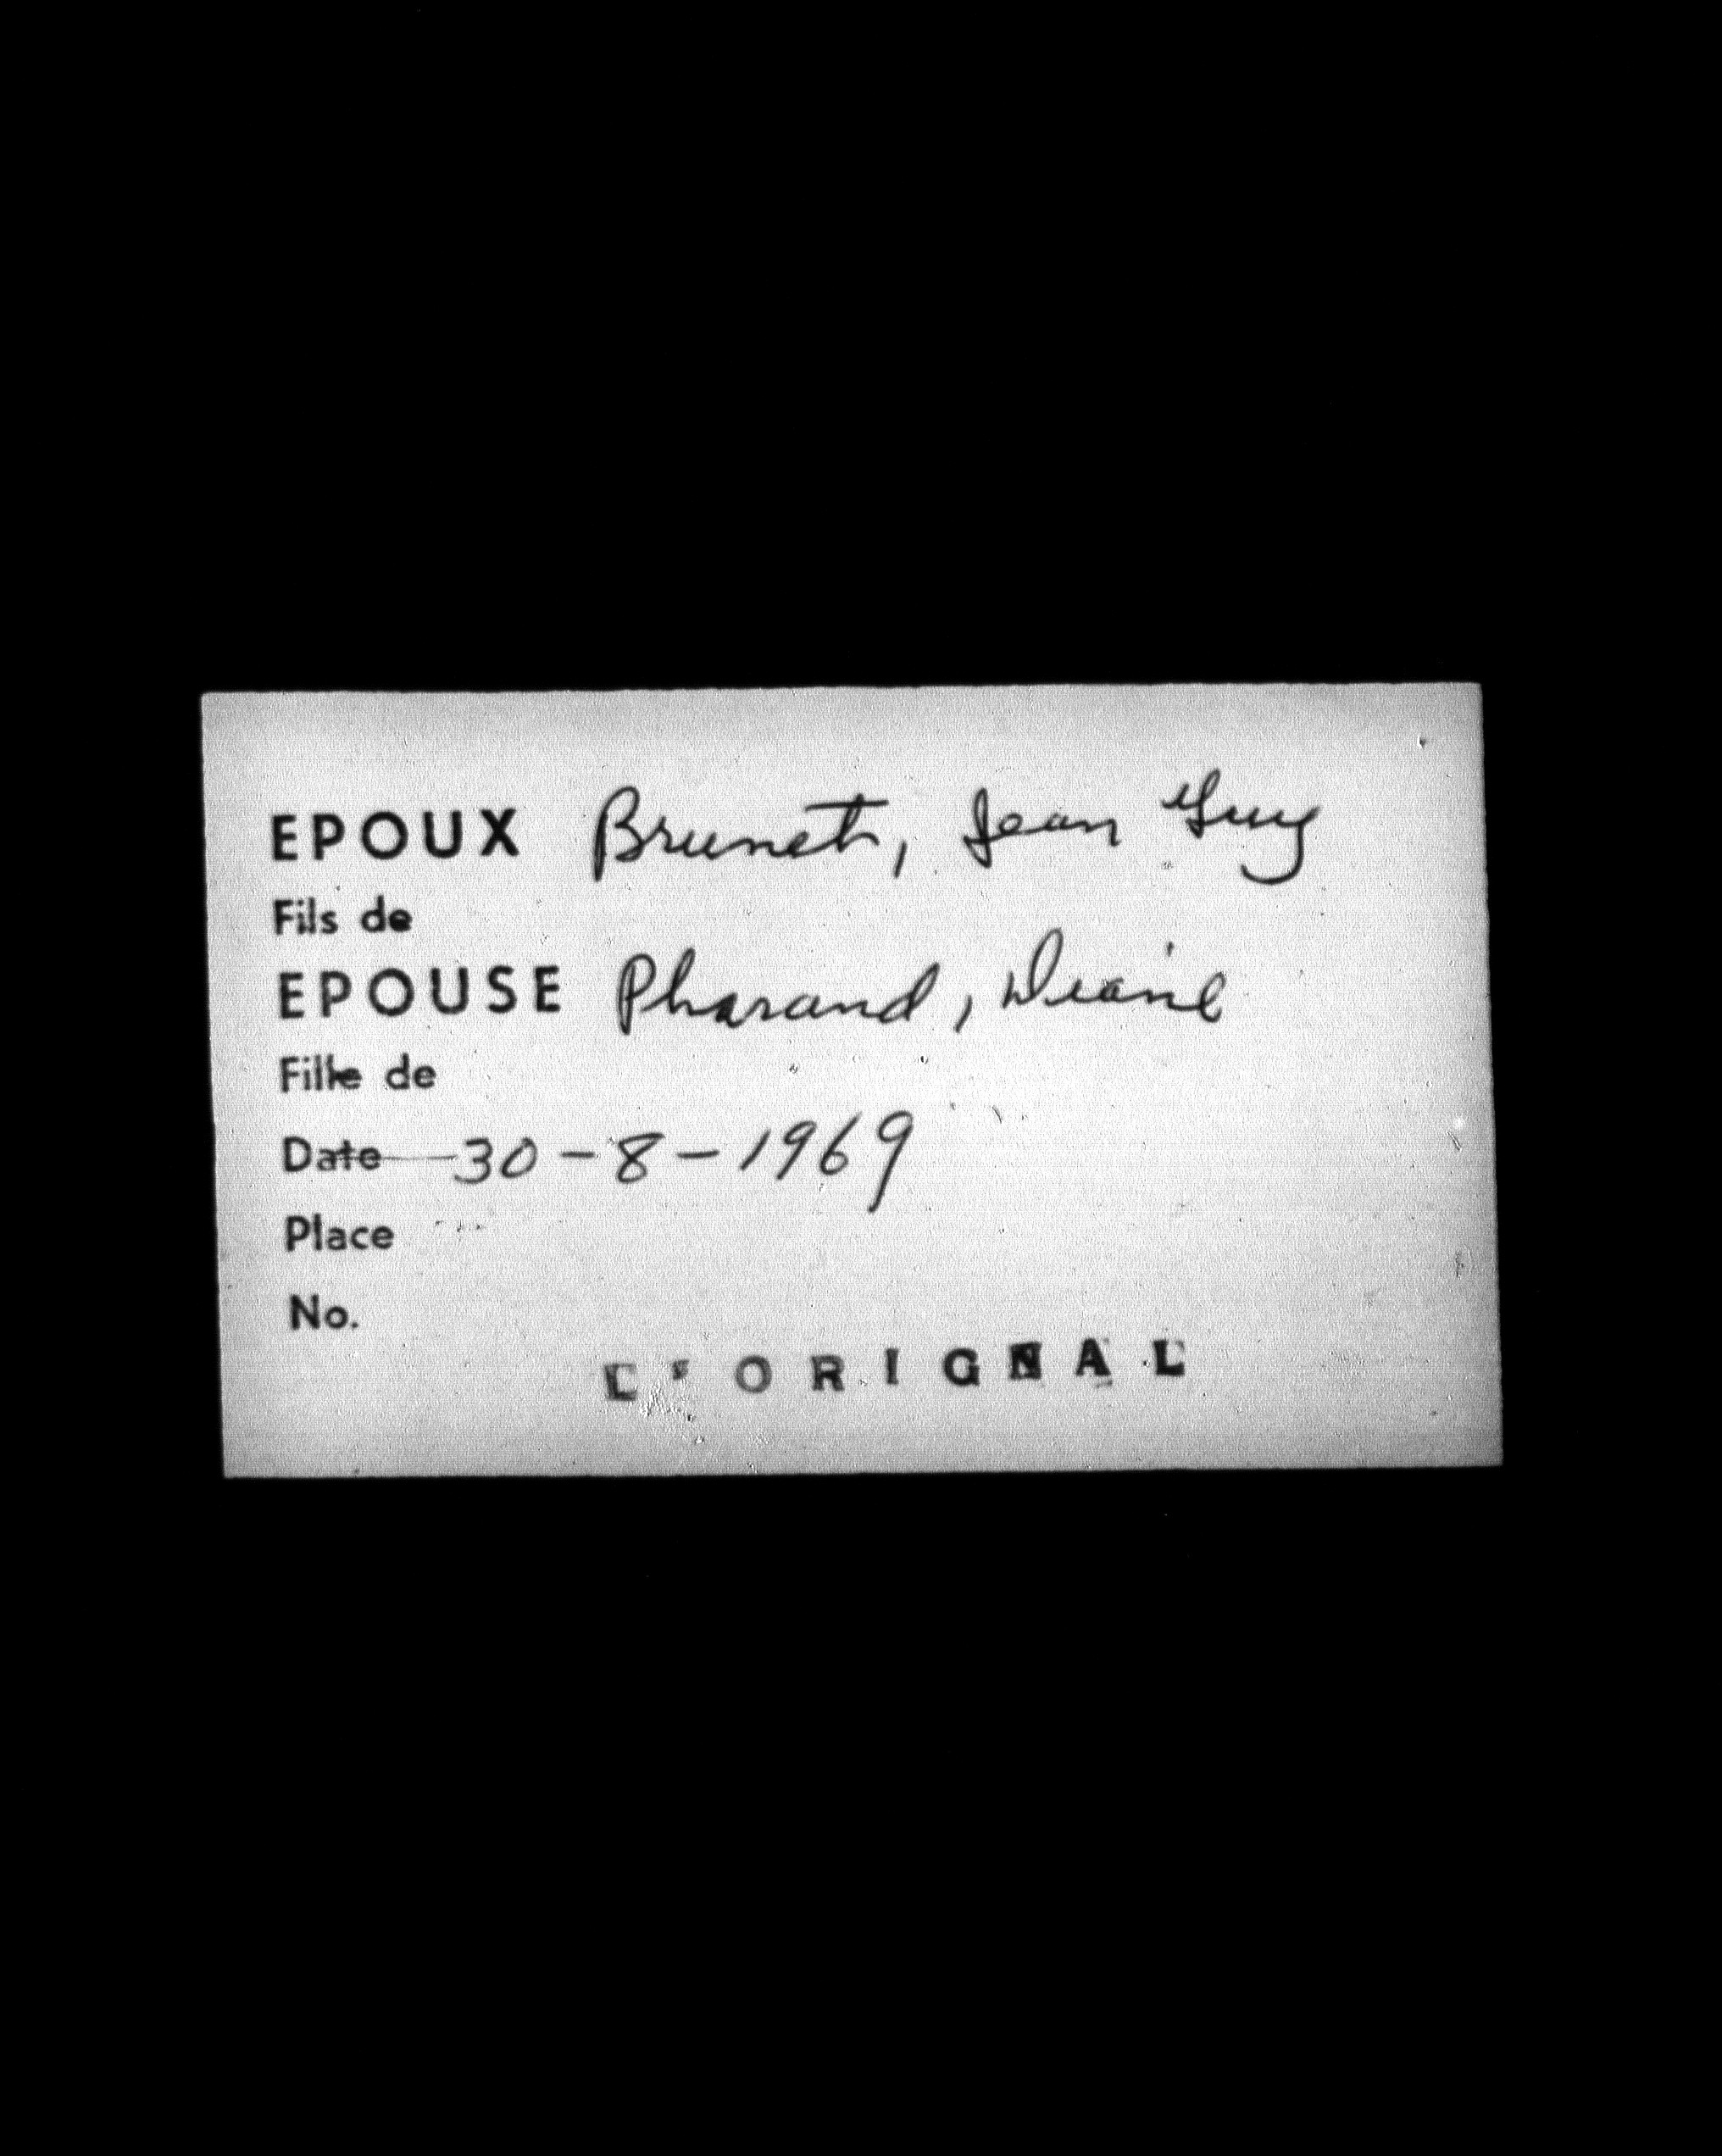 EPOUX Brunet, Jean Guy
Fils de
EPOUSE Pharand, Diane
Fille de
Date 30-8-1969
Place
No.
L'ORIGNAL